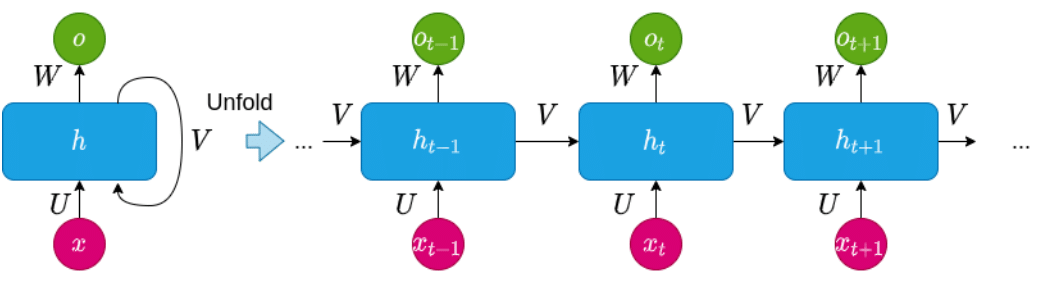 o o_{t-1} o_t o_{t+1}
W W W W
Unfold
h V ... V h_{t-1} V h_t V h_{t+1} V ...
U U U U
x x_{t-1} x_t x_{t+1}